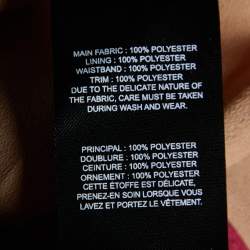 MAIN FABRIC : 100% POLYESTER
LINING : 100% POLYESTER
WAISTBAND : 100% POLYESTER
TRIM : 100% POLYESTER
DUE TO THE DELICATE NATURE OF
THE FABRIC, CARE MUST BE TAKEN
DURING WASH AND WEAR.
PRINCIPAL : 100% POLYESTER
DOUBLURE : 100% POLYESTER
CEINTURE : 100% POLYESTER
ORNEMENT : 100% POLYESTER
CETTE ÉTOFFE EST DÉLICATE,
PRENEZ-EN SOIN LORSQUE VOUS
LAVEZ ET PORTEZ LE VÊTEMENT.